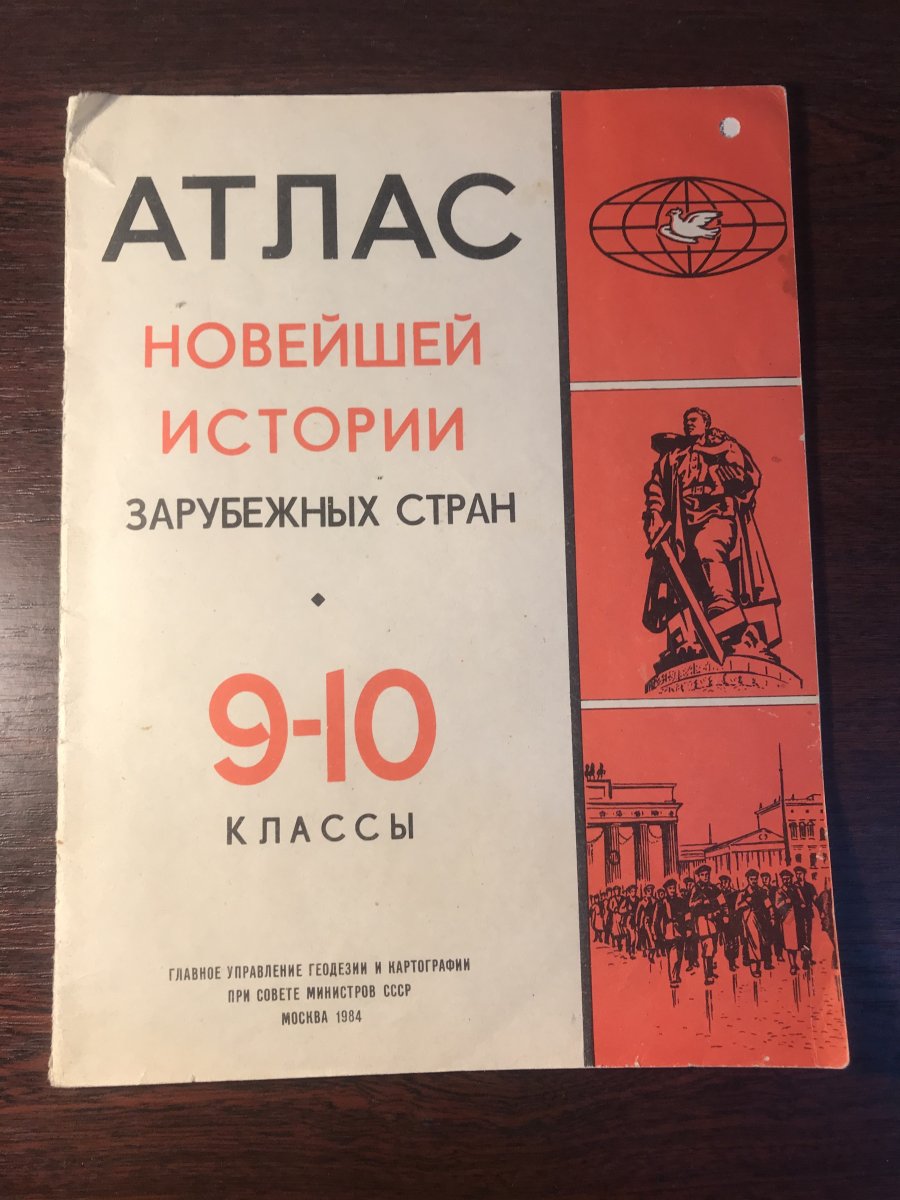 АТЛАС
НОВЕЙШЕЙ
ИСТОРИИ
ЗАРУБЕЖНЫХ СТРАН
9-10
КЛАССЫ
ГЛАВНОЕ УПРАВЛЕНИЕ ГЕОДЕЗИИ И КАРТОГРАФИИ
ПРИ СОВЕТЕ МИНИСТРОВ СССР
МОСКВА 1984